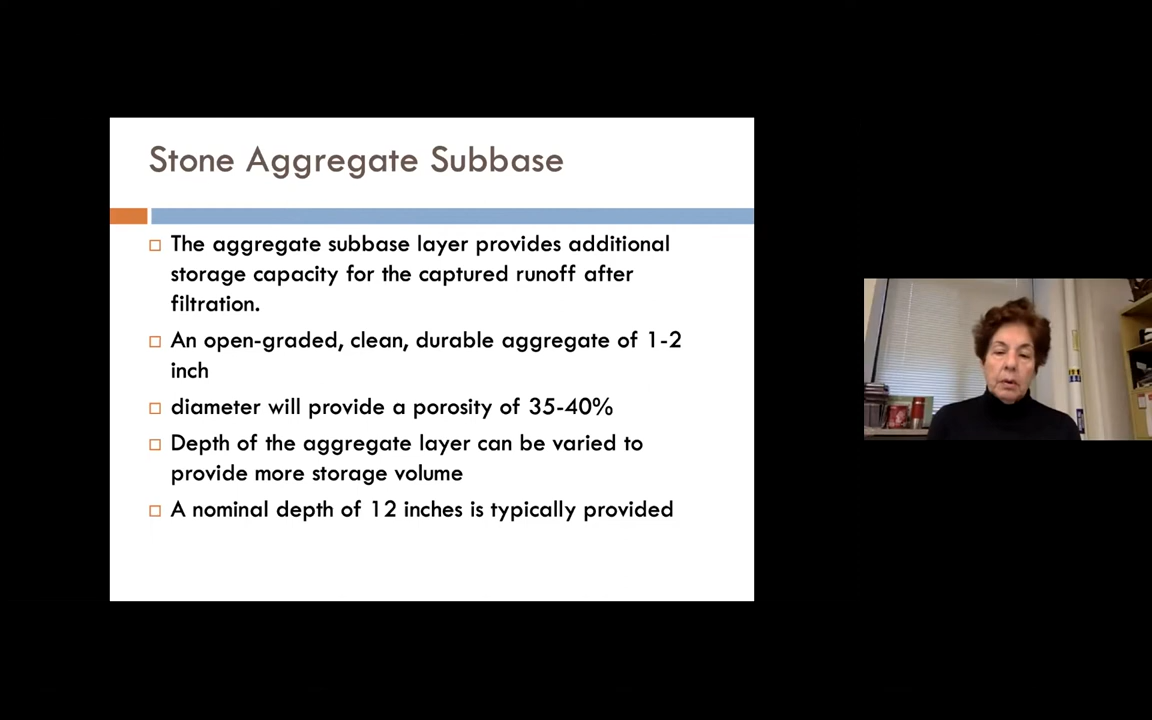 Stone Aggregate Subbase
The aggregate subbase layer provides additional
storage capacity for the captured runoff after
filtration.
An open-graded, clean, durable aggregate of 1-2
inch
diameter will provide a porosity of 35-40%
Depth of the aggregate layer can be varied to
provide more storage volume
A nominal depth of 12 inches is typically provided